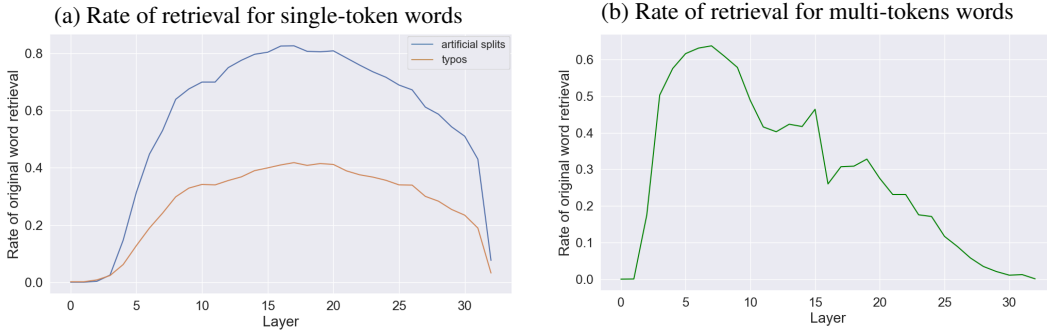 (a) Rate of retrieval for single-token words
Rate of original word retrieval
0.8
0.6
0.4
0.2
0.0
artificial splits
typos
0 5 10 15 20 25 30
Layer
(b) Rate of retrieval for multi-tokens words
Rate of original word retrieval
0.6
0.5
0.4
0.3
0.2
0.1
0.0
0 5 10 15 20 25 30
Layer